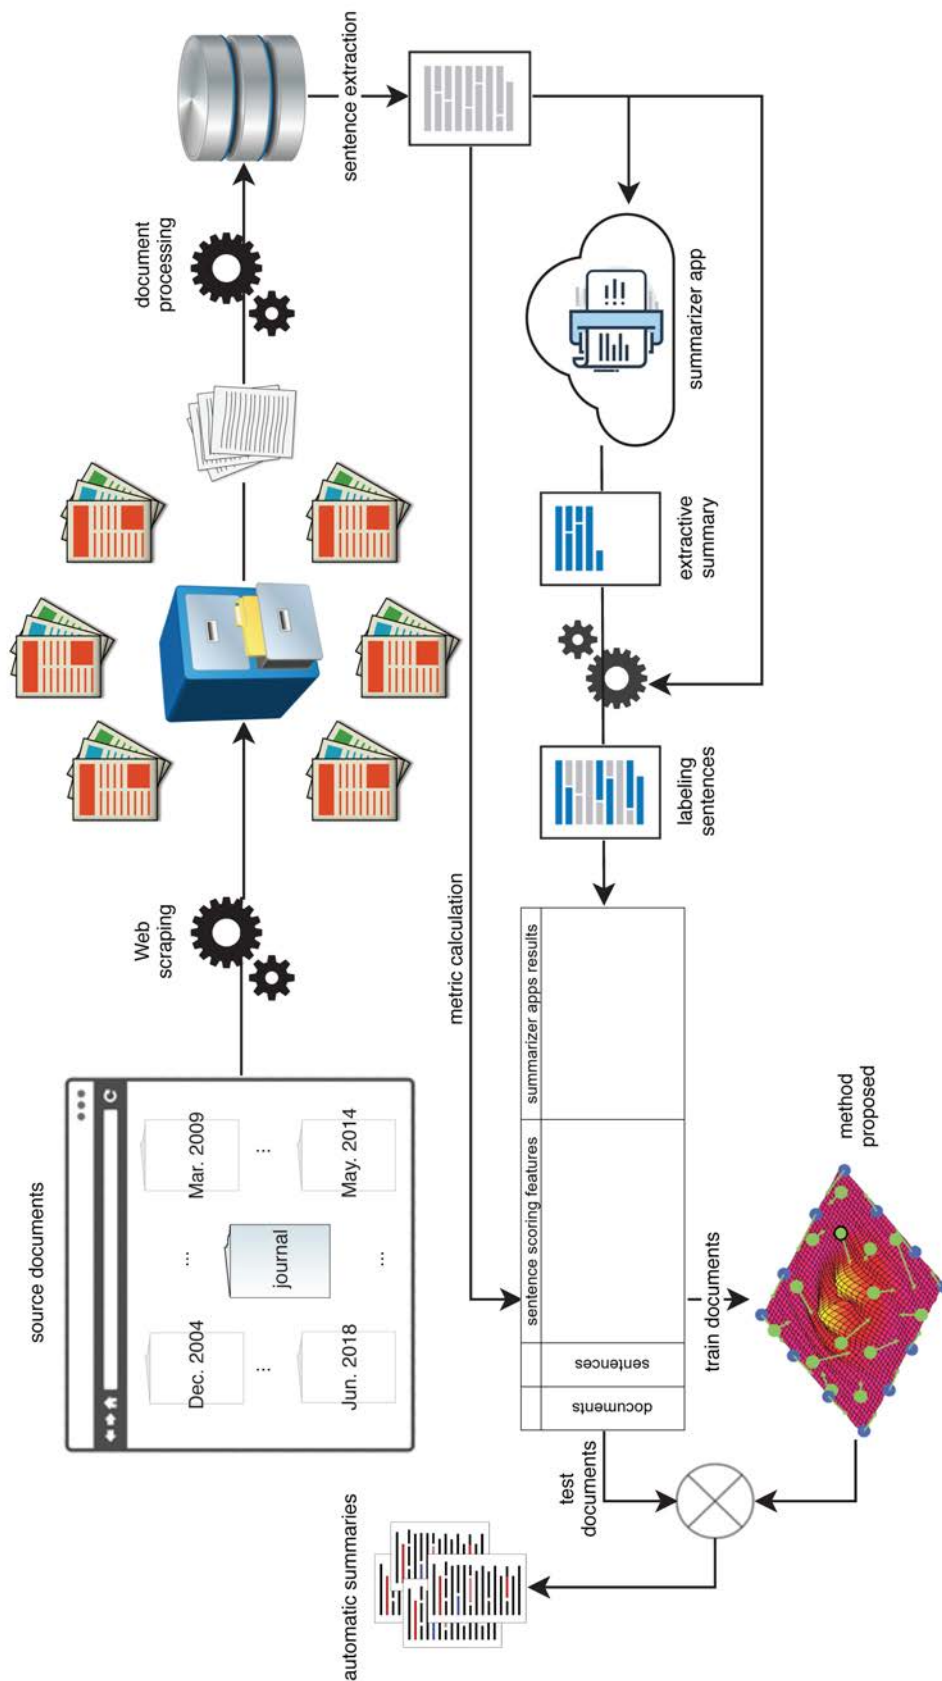 source documents
Dec. 2004
...
Mar. 2009
...
journal
...
Jun. 2018
...
May. 2014
Web
scraping
document
processing
sentence extraction
metric calculation
automatic summaries
test
documents
documents
sentences
sentence scoring features
summarizer apps results
labeling
sentences
extractive
summary
summarizer app
train documents
method
proposed